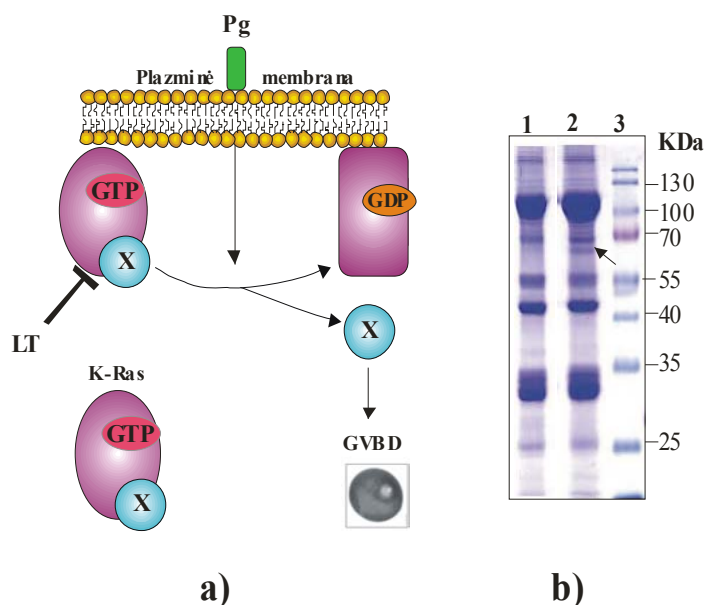 Pg
Plazminė membrana
GTP
X
GDP
LT
X
K-Ras
GTP
X
GVBD
a)
1 2 3 KDa
130
100
70
55
40
35
25
b)